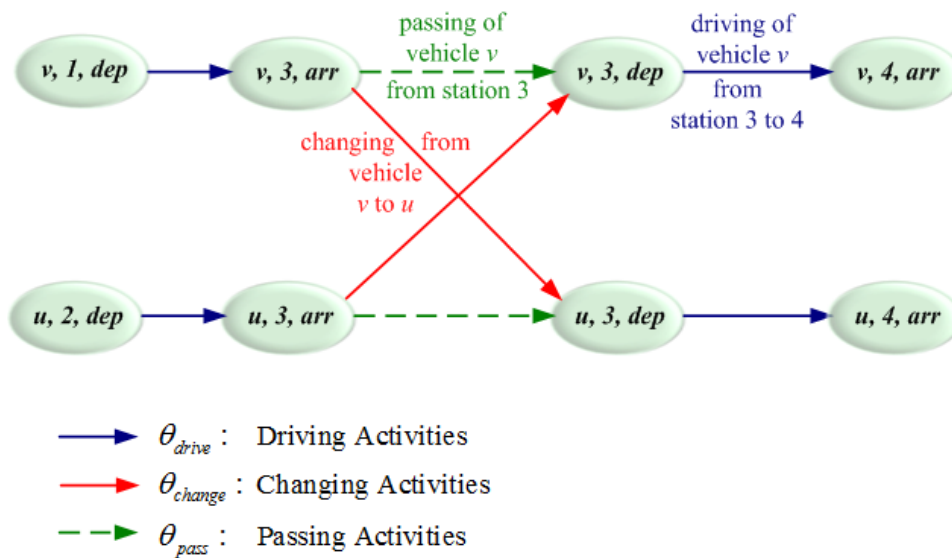 v, 1, dep
v, 3, arr
passing of
vehicle v
from station 3
v, 3, dep
driving of
vehicle v
from
station 3 to 4
v, 4, arr
changing from
vehicle
v to u
u, 2, dep
u, 3, arr
u, 3, dep
u, 4, arr
θdrive : Driving Activities
θchange : Changing Activities
θpass : Passing Activities